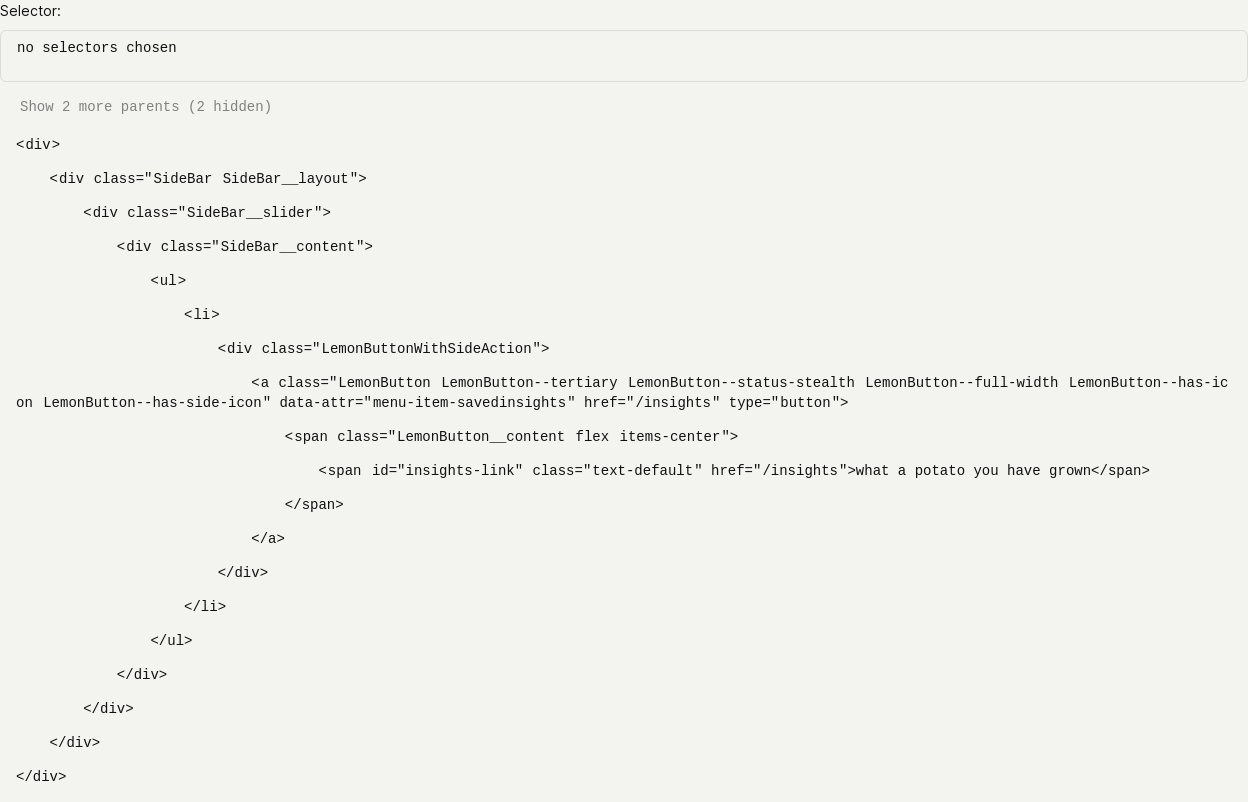 Selector:
no selectors chosen
Show 2 more parents (2 hidden)
<div>
<div class="SideBar SideBar__layout">
<div class="SideBar__slider">
<div class="SideBar__content">
<ul>
<li>
<div class="LemonButtonWithSideAction">
<a class="LemonButton LemonButton--tertiary LemonButton--status-stealth LemonButton--full-width LemonButton--has-ic
on LemonButton--has-side-icon" data-attr="menu-item-savedinsights" href="/insights" type="button">
<span class="LemonButton__content flex items-center">
<span id="insights-link" class="text-default" href="/insights">what a potato you have grown</span>
</span>
</a>
</div>
</li>
</ul>
</div>
</div>
</div>
</div>